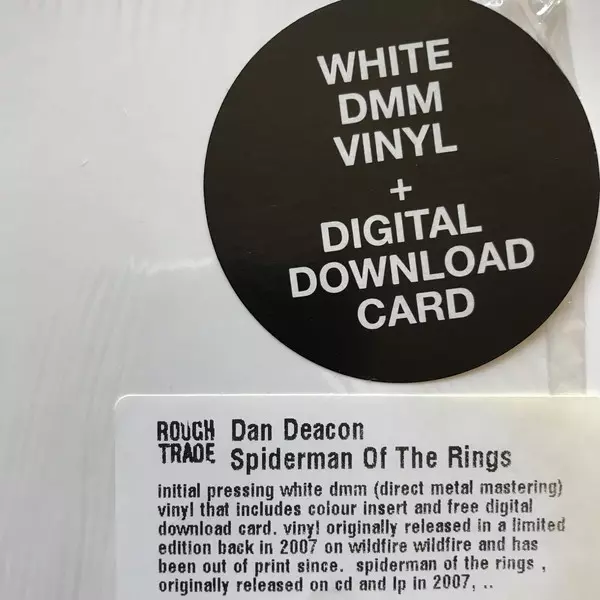 WHITE
DMM
VINYL
+
DIGITAL
DOWNLOAD
CARD
ROUGH
TRADE
Dan Deacon
Spiderman Of The Rings
initial pressing white dmm (direct metal mastering)
vinyl that includes colour insert and free digital
download card. vinyl originally released in a limited
edition back in 2007 on wildfire wildfire and has
been out of print since. spiderman of the rings ,
originally released on cd and lp in 2007, ..